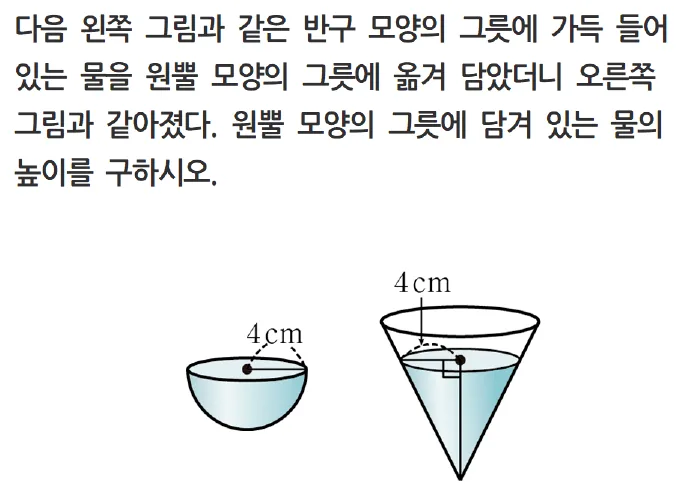 다음 왼쪽 그림과 같은 반구 모양의 그릇에 가득 들어
있는 물을 원뿔 모양의 그릇에 옮겨 담았더니 오른쪽
그림과 같아졌다. 원뿔 모양의 그릇에 담겨 있는 물의
높이를 구하시오.
4cm
4cm